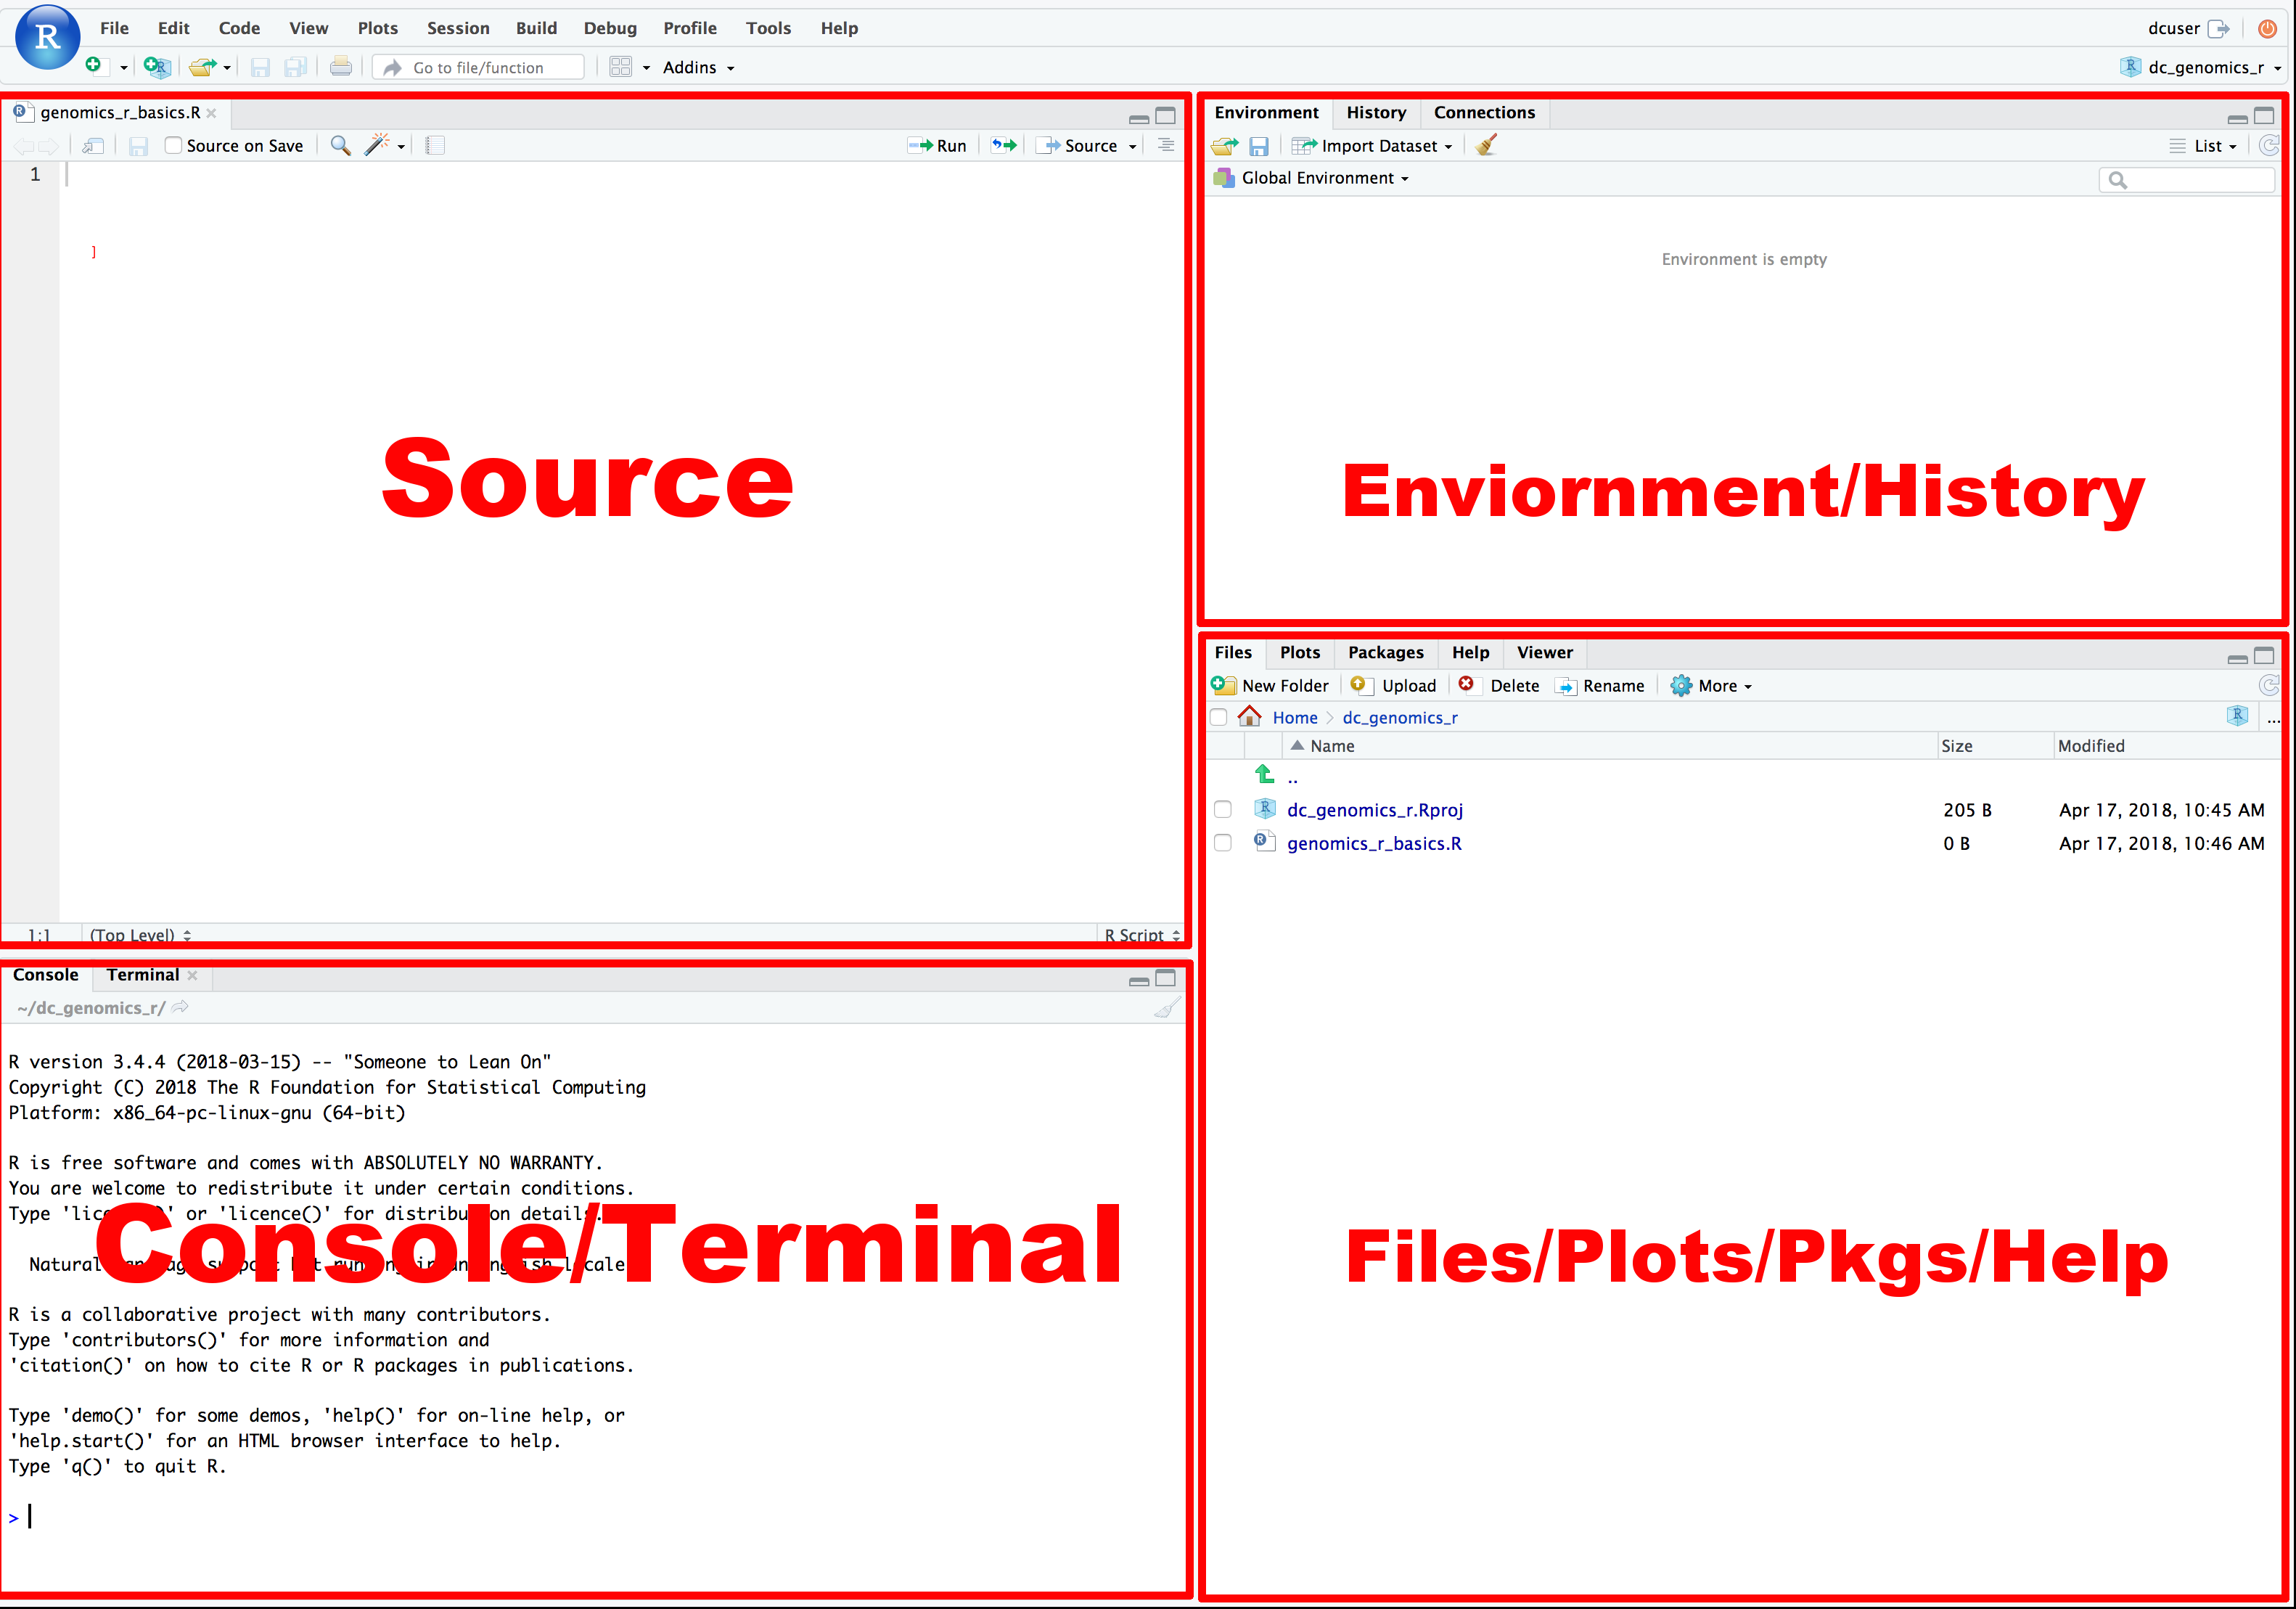 R File Edit Code View Plots Session Build Debug Profile Tools Help dcuser
Go to file/function Addins dc_genomics_r
genomics_r_basics.R
Source on Save Run Source
1
]
Source
1:1 (Top Level) R Script
Environment History Connections
Import Dataset List
Global Environment
Environment is empty
Enviornment/History
Console Terminal
~/dc_genomics_r/
R version 3.4.4 (2018-03-15) -- "Someone to Lean On"
Copyright (C) 2018 The R Foundation for Statistical Computing
Platform: x86_64-pc-linux-gnu (64-bit)
R is free software and comes with ABSOLUTELY NO WARRANTY.
You are welcome to redistribute it under certain conditions.
Type 'licence()' or 'licence()' for distribution details.
Natural
Console/Terminal
R is a collaborative project with many contributors.
Type 'contributors()' for more information and
'citation()' on how to cite R or R packages in publications.
Type 'demo()' for some demos, 'help()' for on-line help, or
'help.start()' for an HTML browser interface to help.
Type 'q()' to quit R.
>
Files Plots Packages Help Viewer
New Folder Upload Delete Rename More
Home dc_genomics_r ...
Name Size Modified
..
dc_genomics_r.Rproj 205 B Apr 17, 2018, 10:45 AM
genomics_r_basics.R 0 B Apr 17, 2018, 10:46 AM
Files/Plots/Pkgs/Help